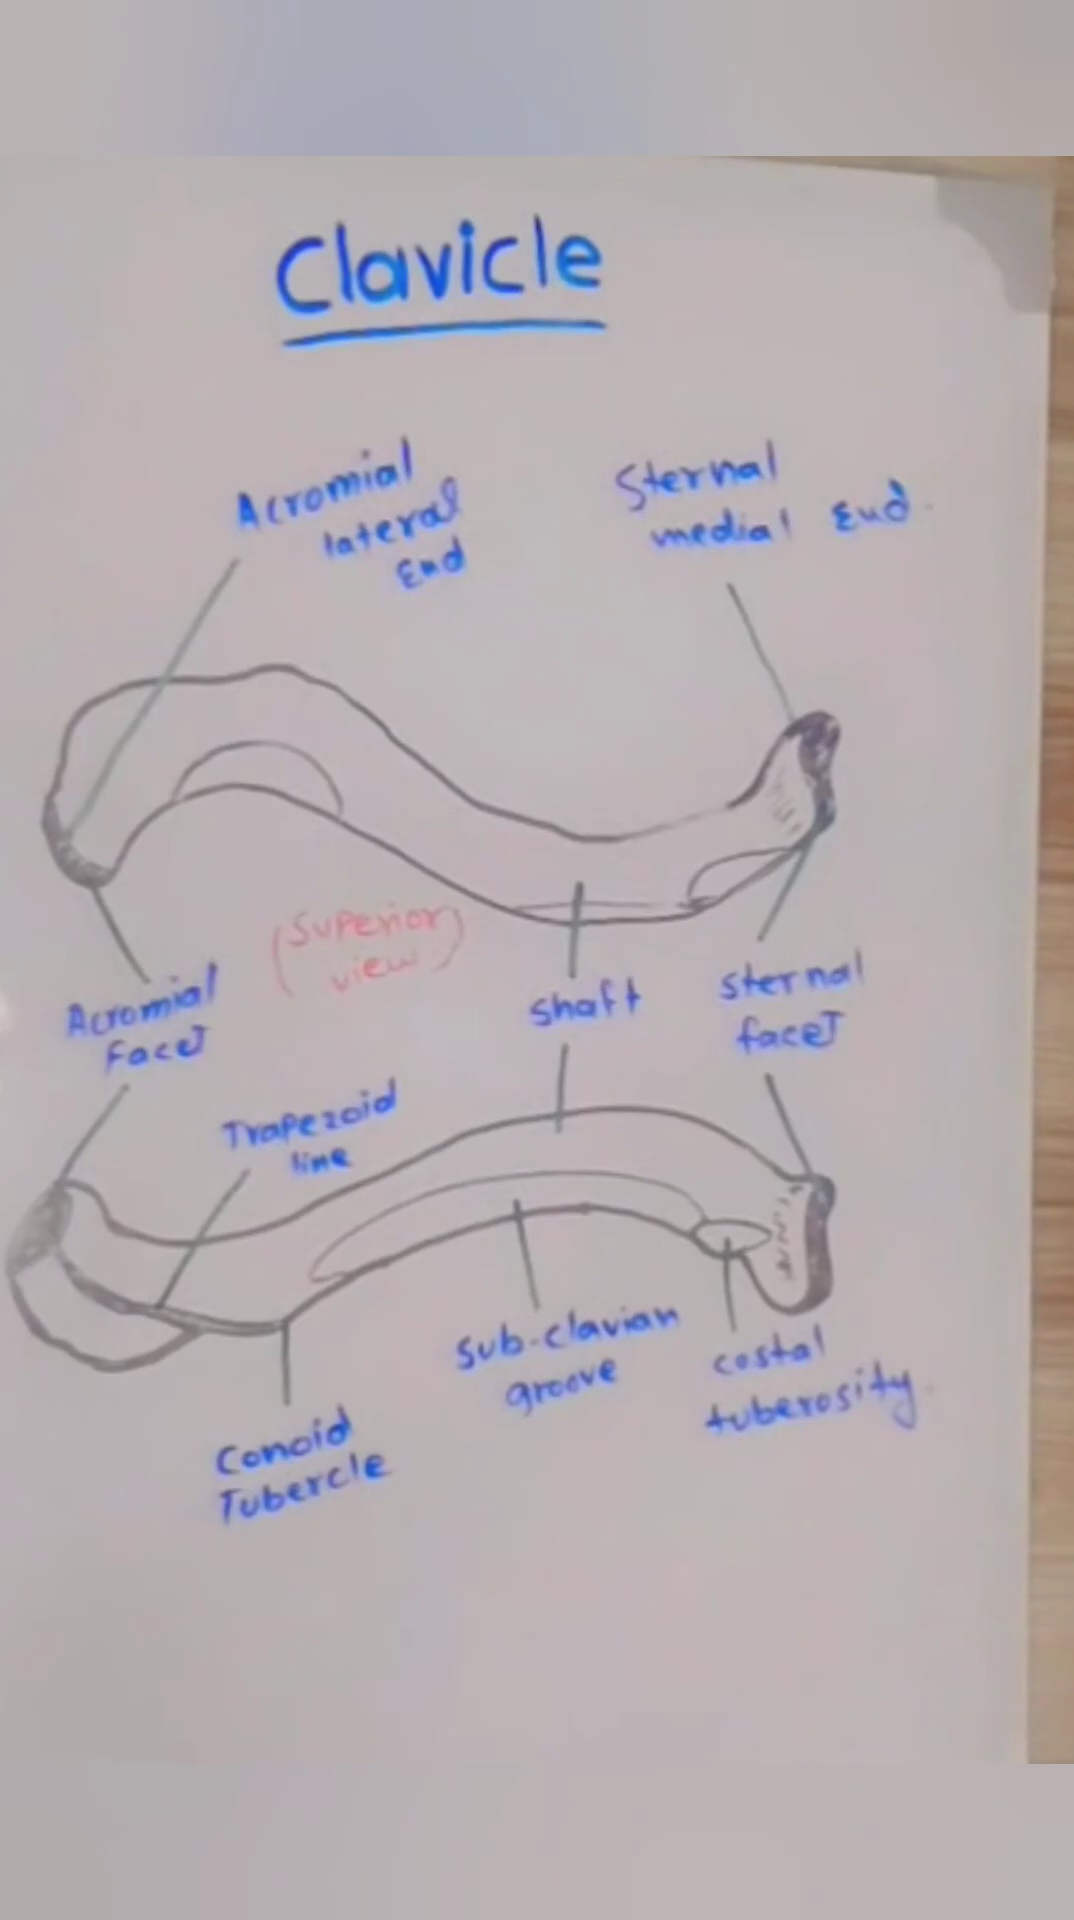 Clavicle
Acromial
lateral
End
Sternal
medial End.
(Superior
view)
Acromial
Facet
shaft
sternal
facet
Trapezoid
line
Sub-clavian
groove
costal
tuberosity.
Conoid
Tubercle